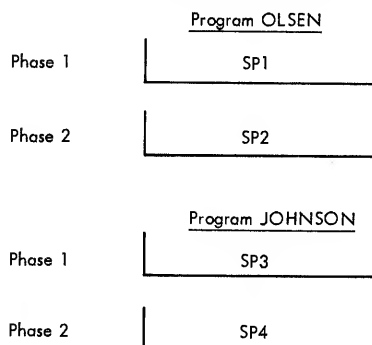 Program OLSEN
Phase 1 SP1
Phase 2 SP2
Program JOHNSON
Phase 1 SP3
Phase 2 SP4